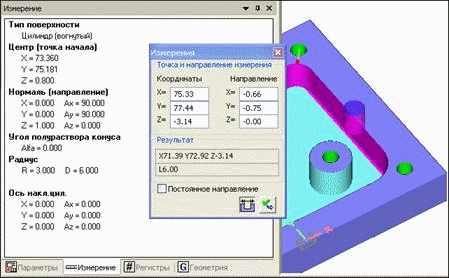 Измерение
Тип поверхности
Цилиндр (вогнутый)
Центр (точка начала)
X = 73.360
Y = 75.181
Z = 0.800
Нормаль (направление)
X = 0.000 Ax = 90.000
Y = 0.000 Ay = 90.000
Z = 1.000 Az = 0.000
Угол полураствора конуса
Alfa = 0.000
Радиус
R = 3.000 D = 6.000
Ось накл.цил.
X = 0.000 Ax = 0.000
Y = 0.000 Ay = 0.000
Z = 0.000 Az = 0.000
Параметры Измерение Регистры Геометрия
Измерения
Точка и направление измерения
Координаты Направление
X= 75.33 X= -0.66
Y= 77.44 Y= -0.75
Z= -3.14 Z= -0.00
Результат
X71.39 Y72.92 Z-3.14
L6.00
Постоянное направление